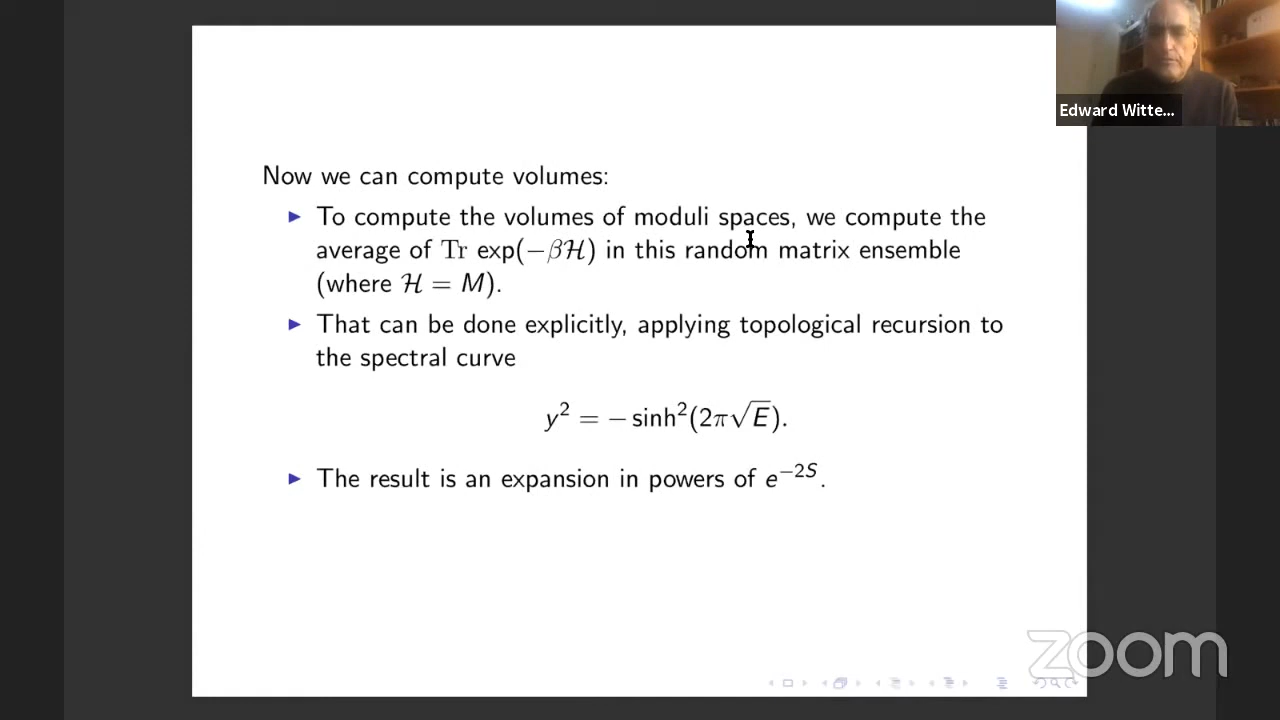 Edward Witte...
Now we can compute volumes:
▶ To compute the volumes of moduli spaces, we compute the
average of Tr exp(−βℋ) in this random matrix ensemble
(where ℋ = M).
▶ That can be done explicitly, applying topological recursion to
the spectral curve
y² = − sinh²(2π√E).
▶ The result is an expansion in powers of e⁻²ˢ.
zoom